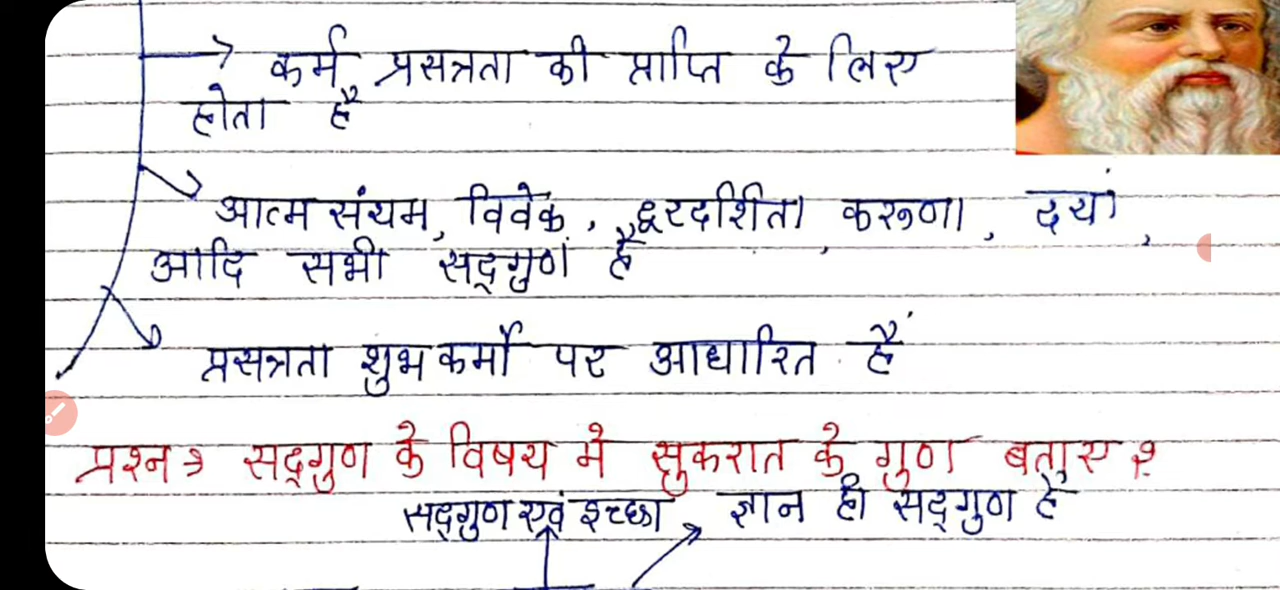 कर्म प्रसन्नता की प्राप्ति के लिए
होता है
आत्म संयम, विवेक, दूरदर्शिता, करूणा, दया,
आदि सभी सद्‌गुण है
प्रसन्नता शुभ कर्मों पर आधारित है
प्रश्न → सद्‌गुण के विषय मे सुकरात के गुण बताए ?
सद्‌गुण एवं इच्छा ज्ञान ही सद्‌गुण है